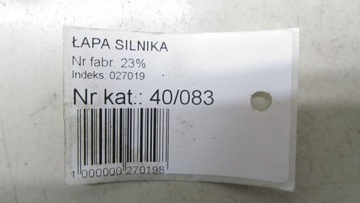 ŁAPA SILNIKA
Nr fabr. 23%
Indeks: 027019
Nr kat.: 40/083
1 000000 270198